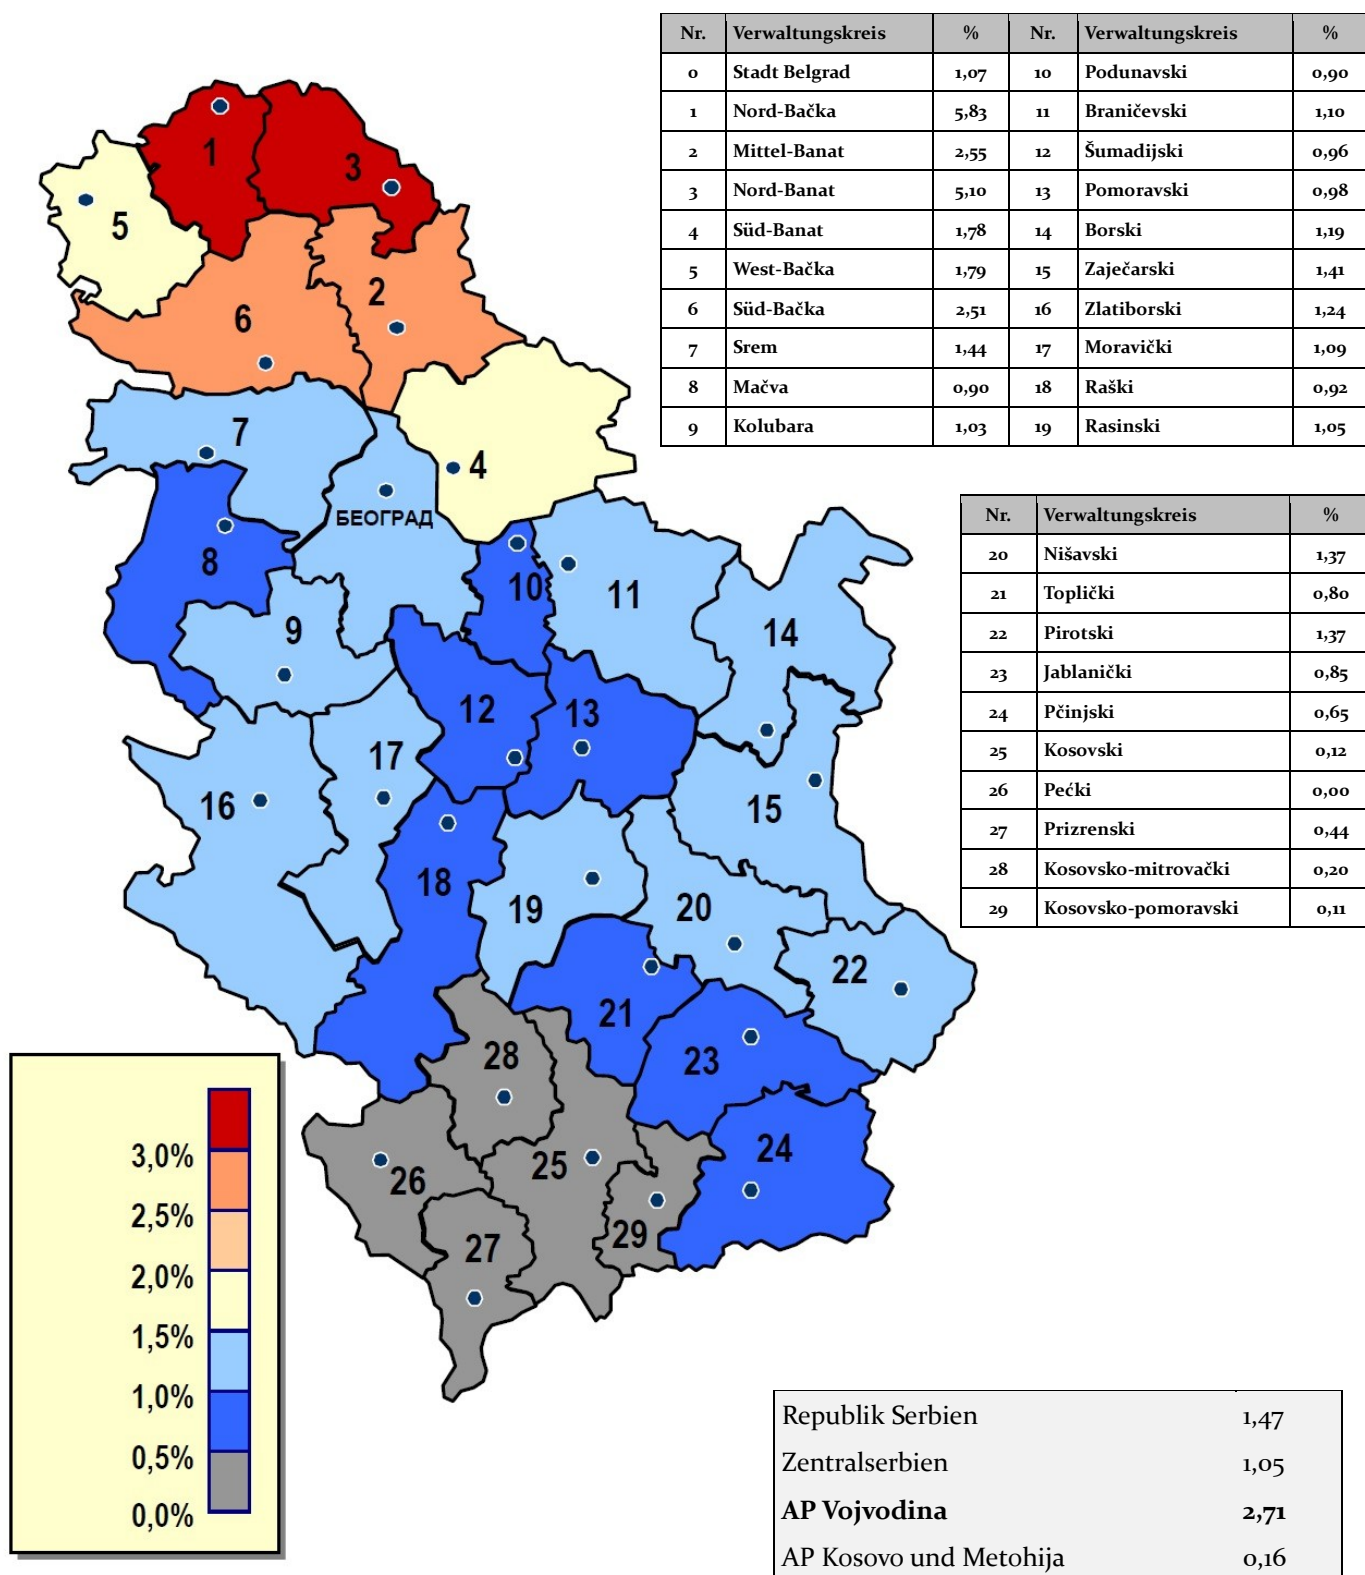 Nr. Verwaltungskreis % Nr. Verwaltungskreis %
0 Stadt Belgrad 1,07 10 Podunavski 0,90
1 Nord-Bačka 5,83 11 Braničevski 1,10
2 Mittel-Banat 2,55 12 Šumadijski 0,96
3 Nord-Banat 5,10 13 Pomoravski 0,98
4 Süd-Banat 1,78 14 Borski 1,19
5 West-Bačka 1,79 15 Zaječarski 1,41
6 Süd-Bačka 2,51 16 Zlatiborski 1,24
7 Srem 1,44 17 Moravički 1,09
8 Mačva 0,90 18 Raški 0,92
9 Kolubara 1,03 19 Rasinski 1,05
Nr. Verwaltungskreis %
20 Nišavski 1,37
21 Toplički 0,80
22 Pirotski 1,37
23 Jablanički 0,85
24 Pčinjski 0,65
25 Kosovski 0,12
26 Pećki 0,00
27 Prizrenski 0,44
28 Kosovsko-mitrovački 0,20
29 Kosovsko-pomoravski 0,11
1
3
5
2
6
7
4
БЕОГРАД
8
10
11
9
14
12
13
17
16
15
18
19
20
22
21
28
23
24
25
26
29
27
3,0%
2,5%
2,0%
1,5%
1,0%
0,5%
0,0%
Republik Serbien 1,47
Zentralserbien 1,05
AP Vojvodina 2,71
AP Kosovo und Metohija 0,16